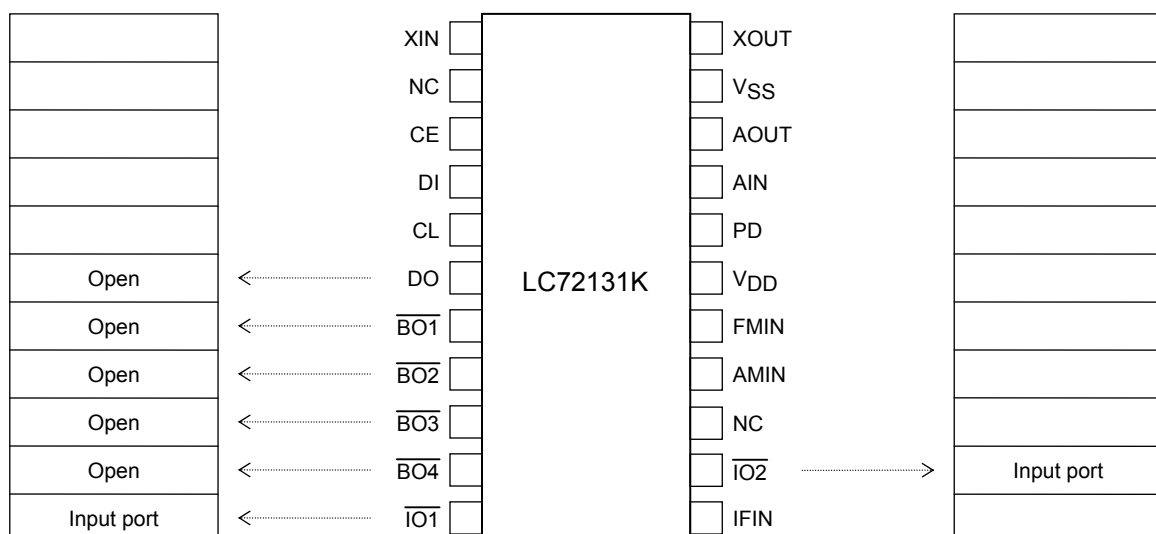 XIN XOUT
NC VSS
CE AOUT
DI AIN
CL PD
Open DO LC72131K VDD
Open BO1 FMIN
Open BO2 AMIN
Open BO3 NC
Open BO4 IO2 Input port
Input port IO1 IFIN